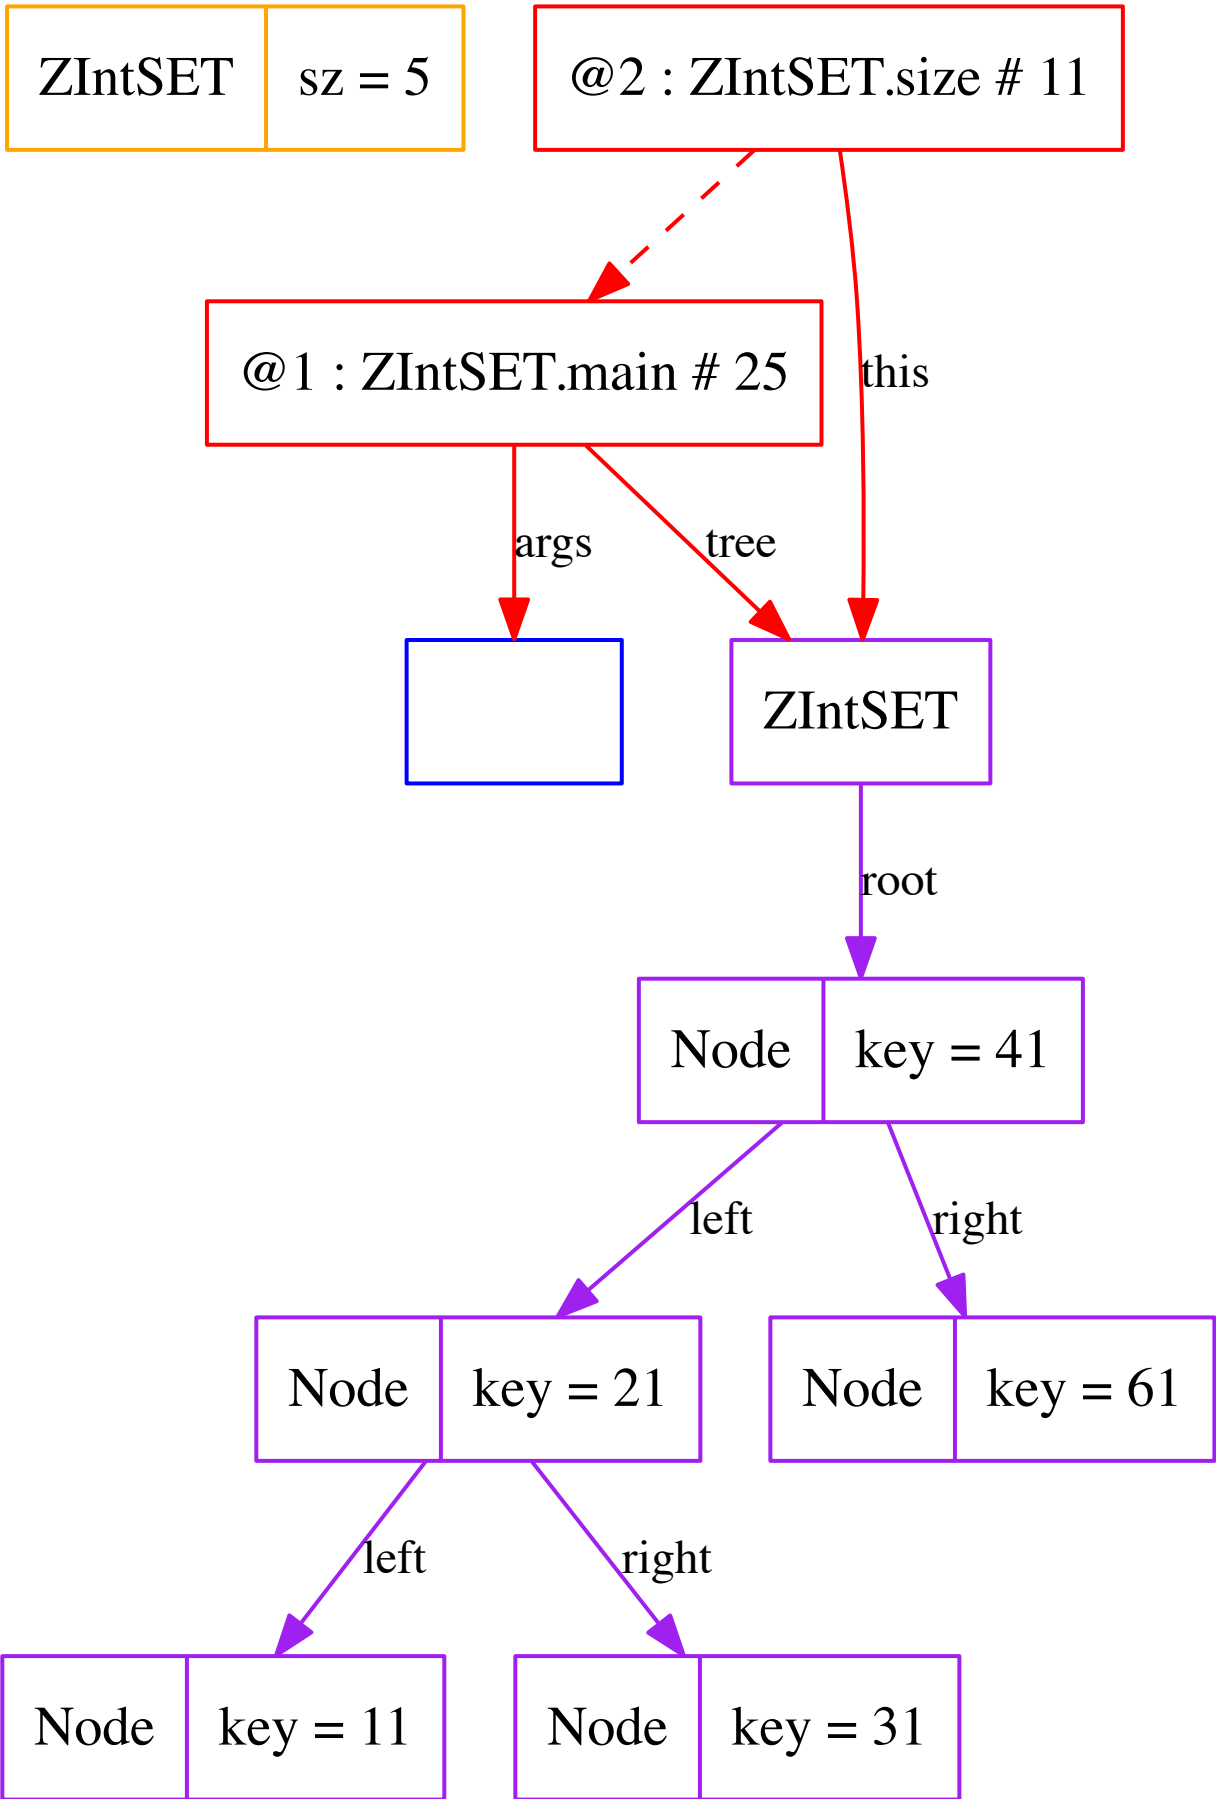 ZIntSET sz = 5
@2 : ZIntSET.size # 11
@1 : ZIntSET.main # 25
this
args
tree
ZIntSET
root
Node key = 41
left
right
Node key = 21
Node key = 61
left
right
Node key = 11
Node key = 31